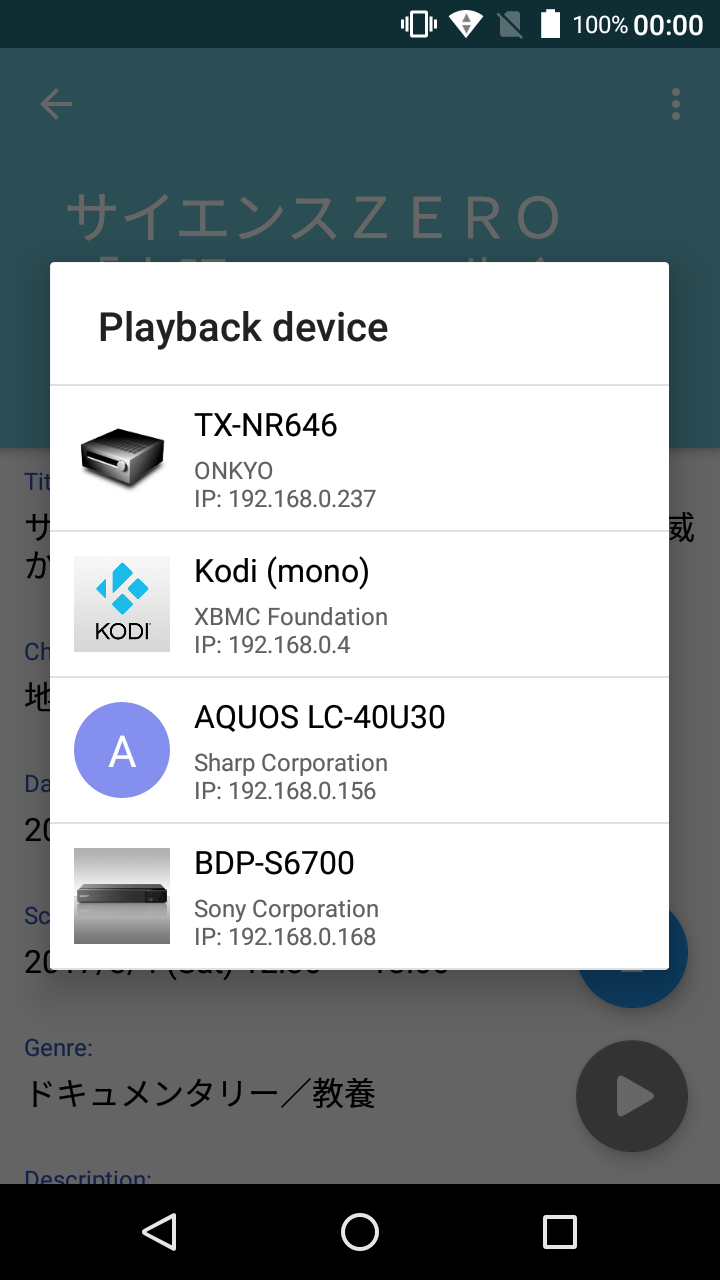 100% 00:00
サイエンスＺＥＲＯ
Playback device
TX-NR646
ONKYO
IP: 192.168.0.237
KODI
Kodi (mono)
XBMC Foundation
IP: 192.168.0.4
A
AQUOS LC-40U30
Sharp Corporation
IP: 192.168.0.156
BDP-S6700
Sony Corporation
IP: 192.168.0.168
Genre:
ドキュメンタリー／教養
Description: